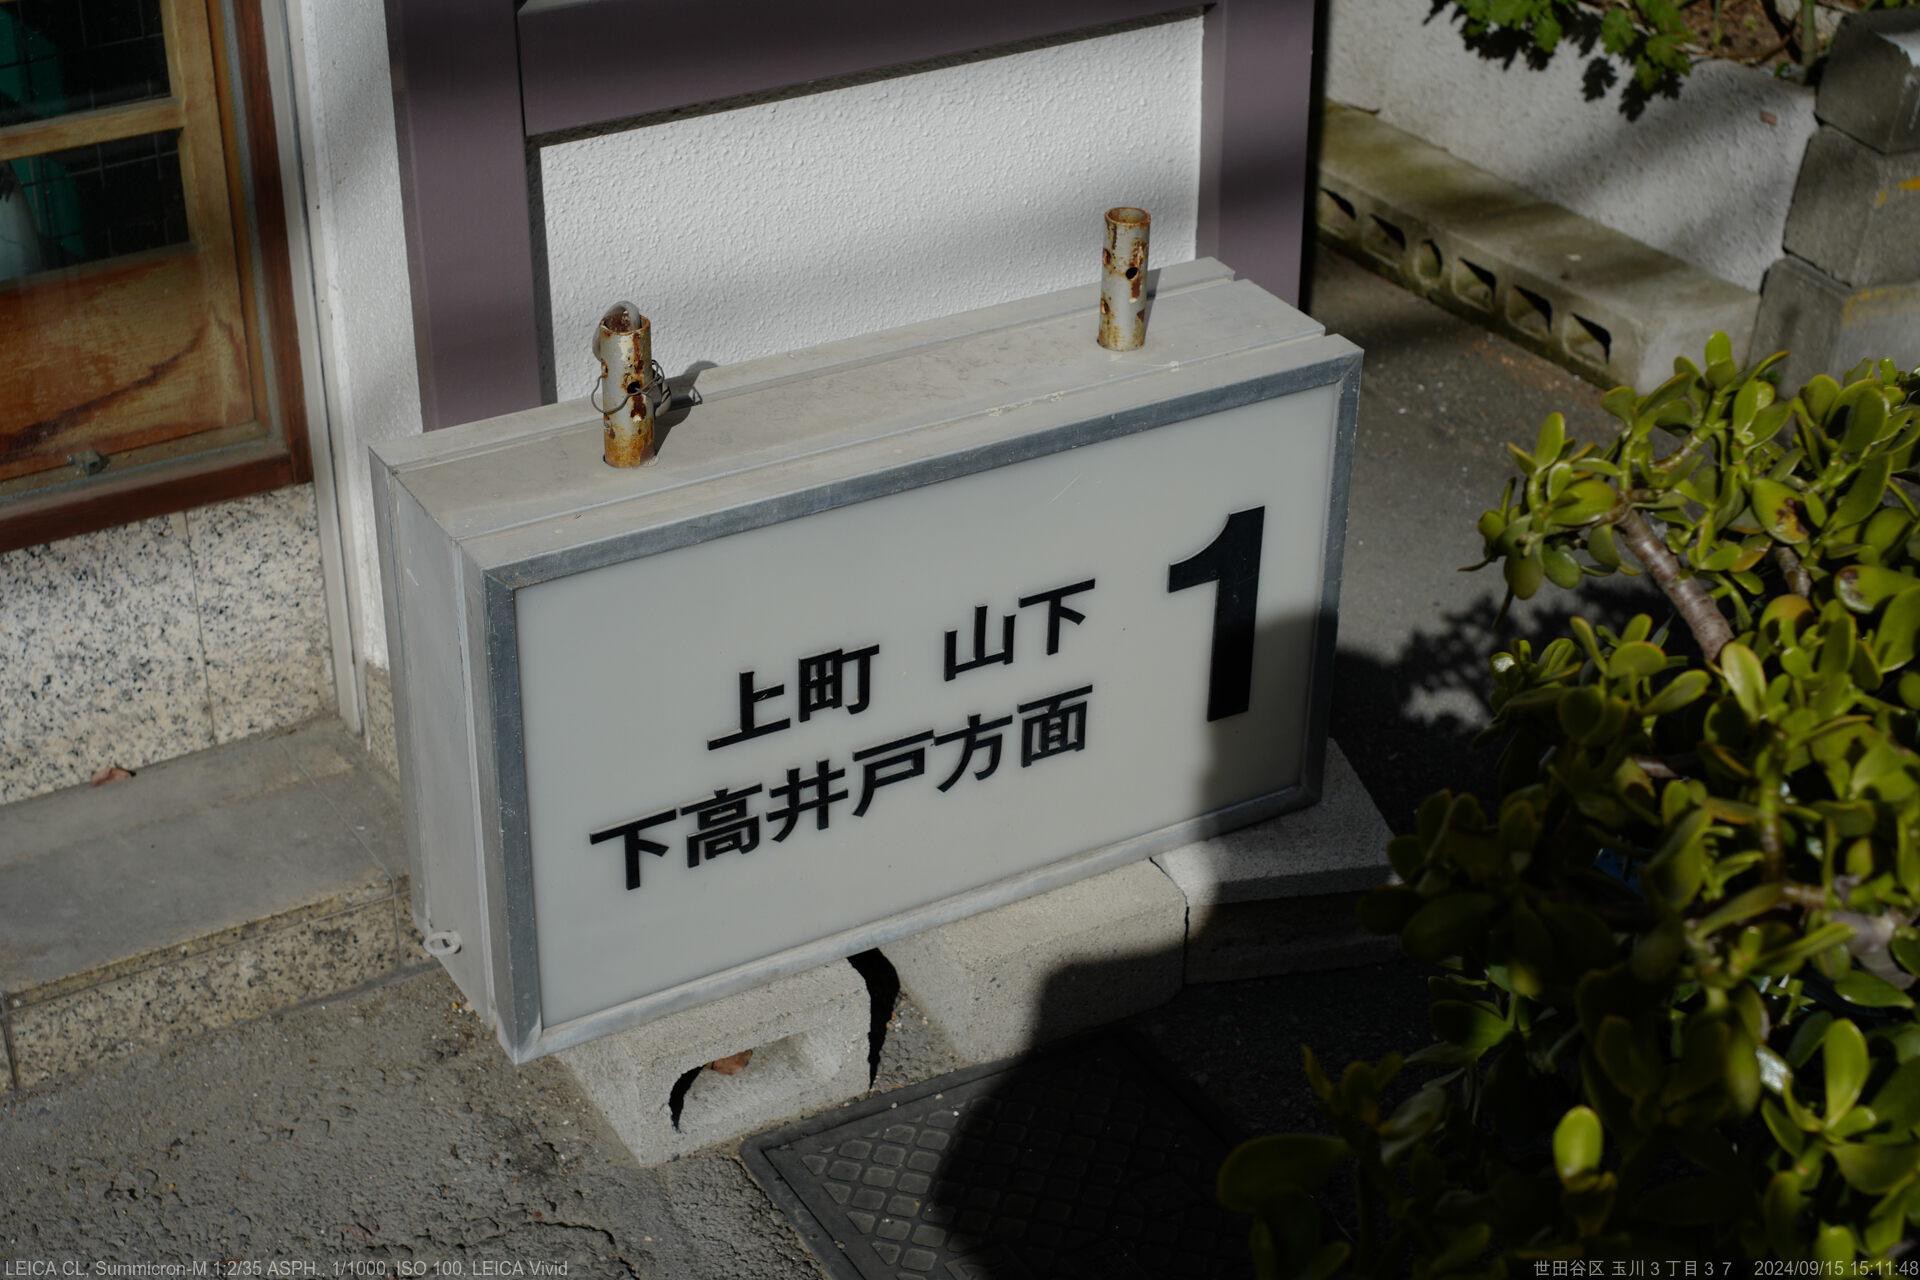 上町 山下 1
下高井戸方面
LEICA CL, Summicron-M 1:2/35 ASPH., 1/1000, ISO 100, LEICA Vivid
世田谷区 玉川３丁目３７ 2024/09/15 15:11:48